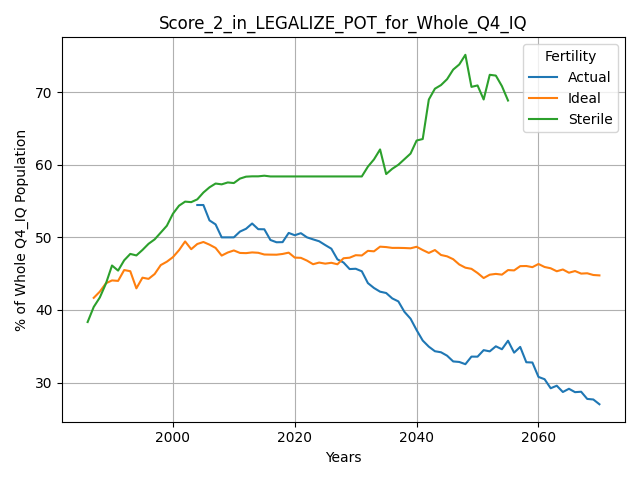 Score_2_in_LEGALIZE_POT_for_Whole_Q4_IQ
% of Whole Q4_IQ Population
70
60
50
40
30
Fertility
Actual
Ideal
Sterile
2000
2020
2040
2060
Years